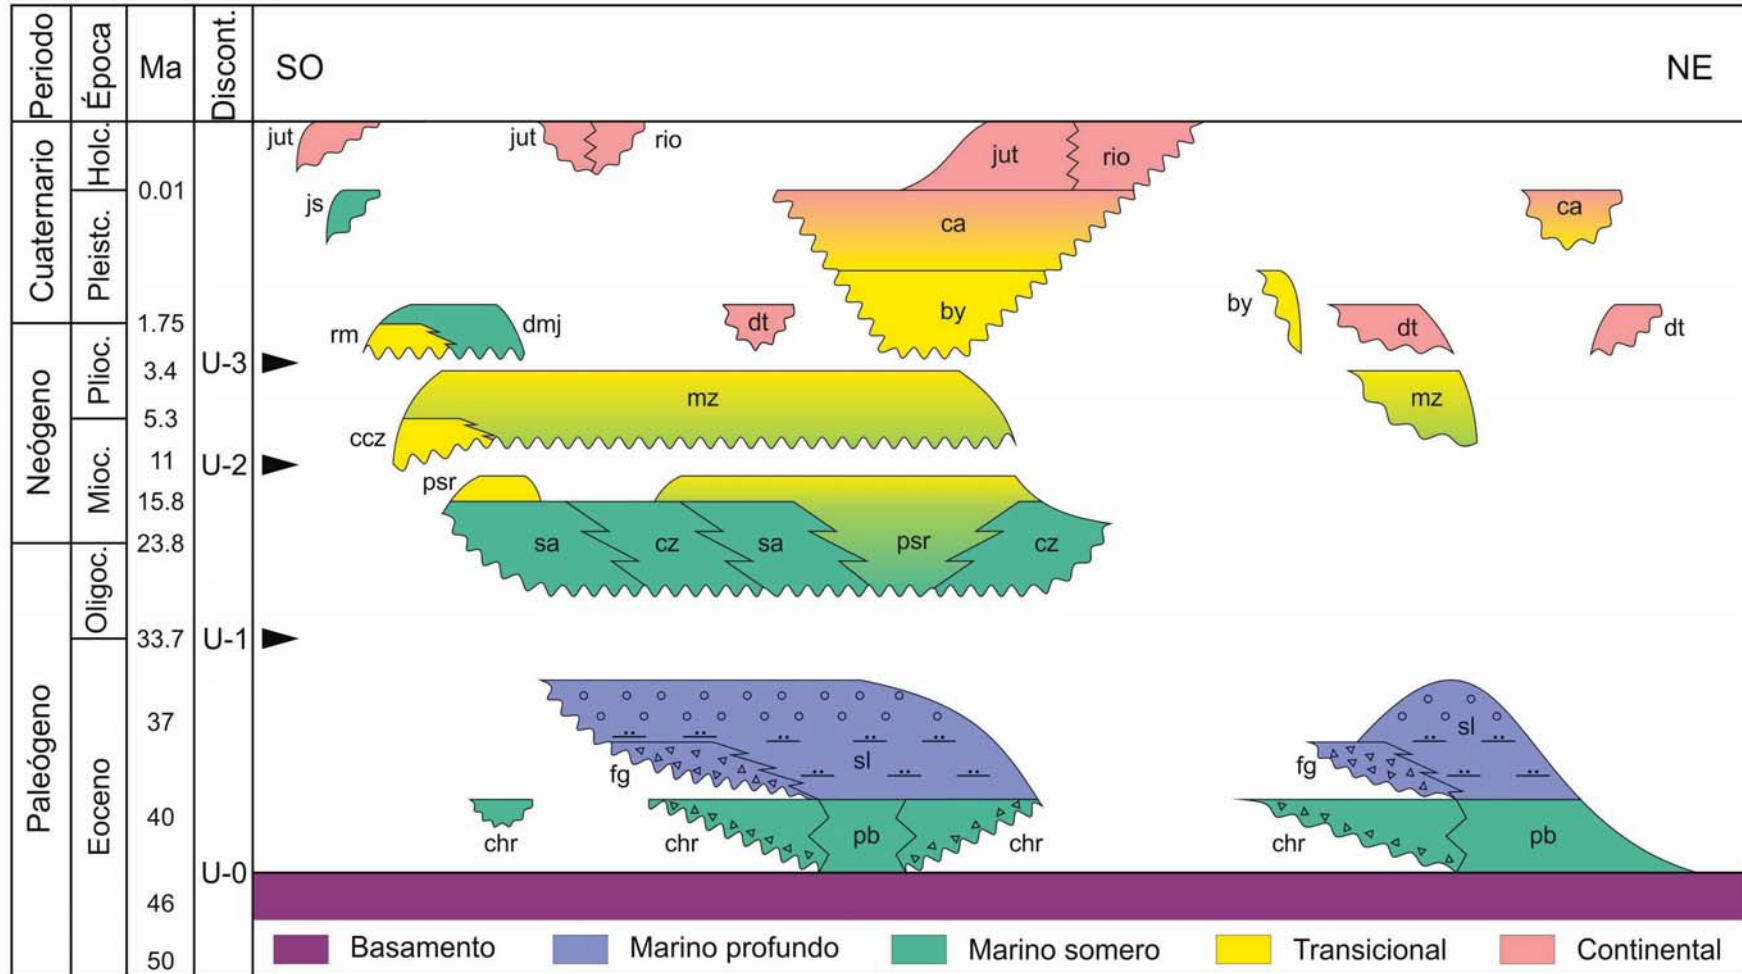 Periodo Época Ma Discont. SO NE
Cuaternario
Neógeno
Paleógeno
Holc.
Pleistc.
Plioc.
Mioc.
Oligoc.
Eoceno
jut jut rio jut rio
0.01
js ca ca
by by
rm dmj dt dt dt
1.75
U-3
3.4
mz mz
5.3
ccz
11 U-2
psr
15.8
sa cz sa psr cz
23.8
33.7 U-1
37
sl sl
fg fg
40
chr chr pb chr chr pb
U-0
46
50
Basamento Marino profundo Marino somero Transicional Continental